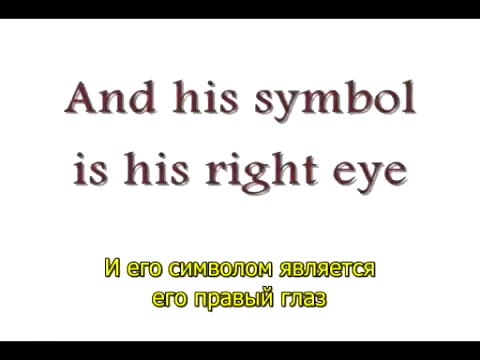 And his symbol
is his right eye
И его символом является
его правый глаз